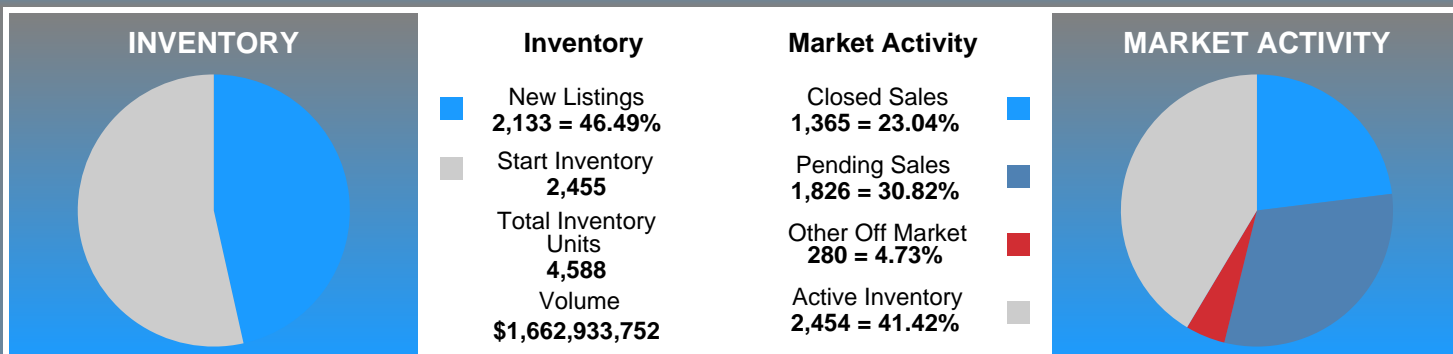 INVENTORY
Inventory
New Listings
2,133 = 46.49%
Start Inventory
2,455
Total Inventory
Units
4,588
Volume
$1,662,933,752
Market Activity
Closed Sales
1,365 = 23.04%
Pending Sales
1,826 = 30.82%
Other Off Market
280 = 4.73%
Active Inventory
2,454 = 41.42%
MARKET ACTIVITY